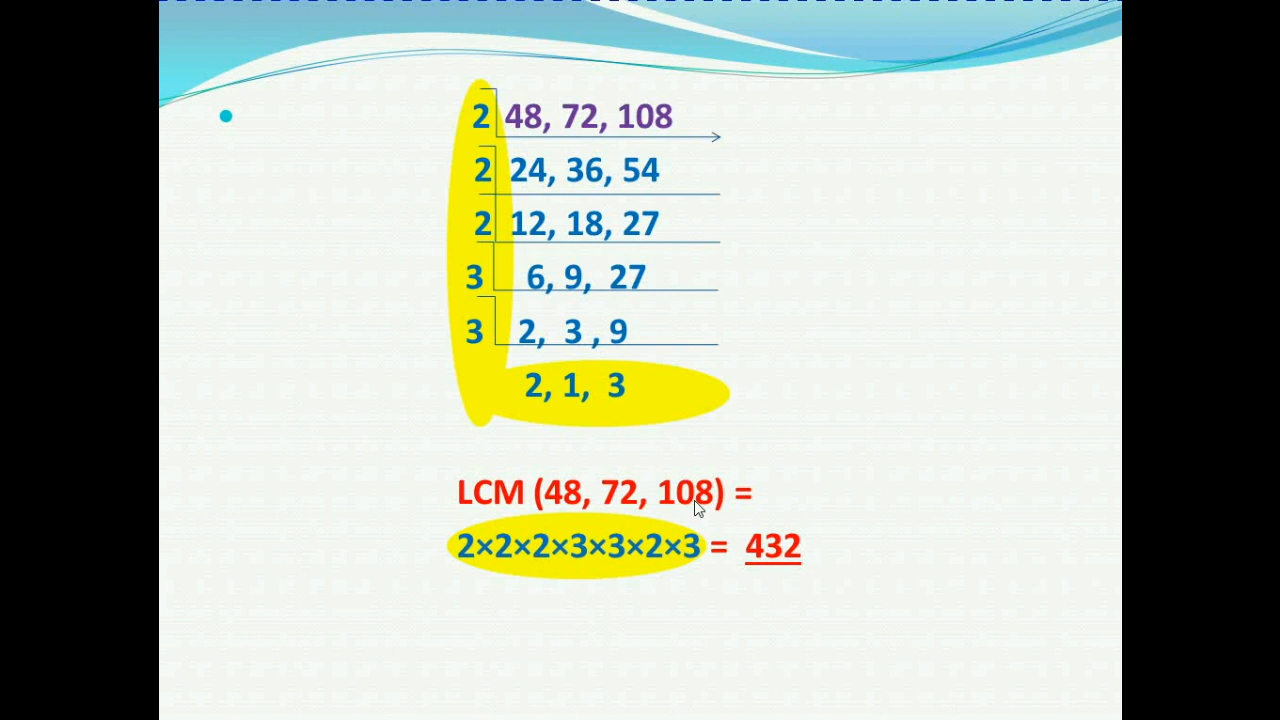 2 48, 72, 108
2 24, 36, 54
2 12, 18, 27
3 6, 9, 27
3 2, 3 , 9
2, 1, 3
LCM (48, 72, 108) =
2×2×2×3×3×2×3 = 432